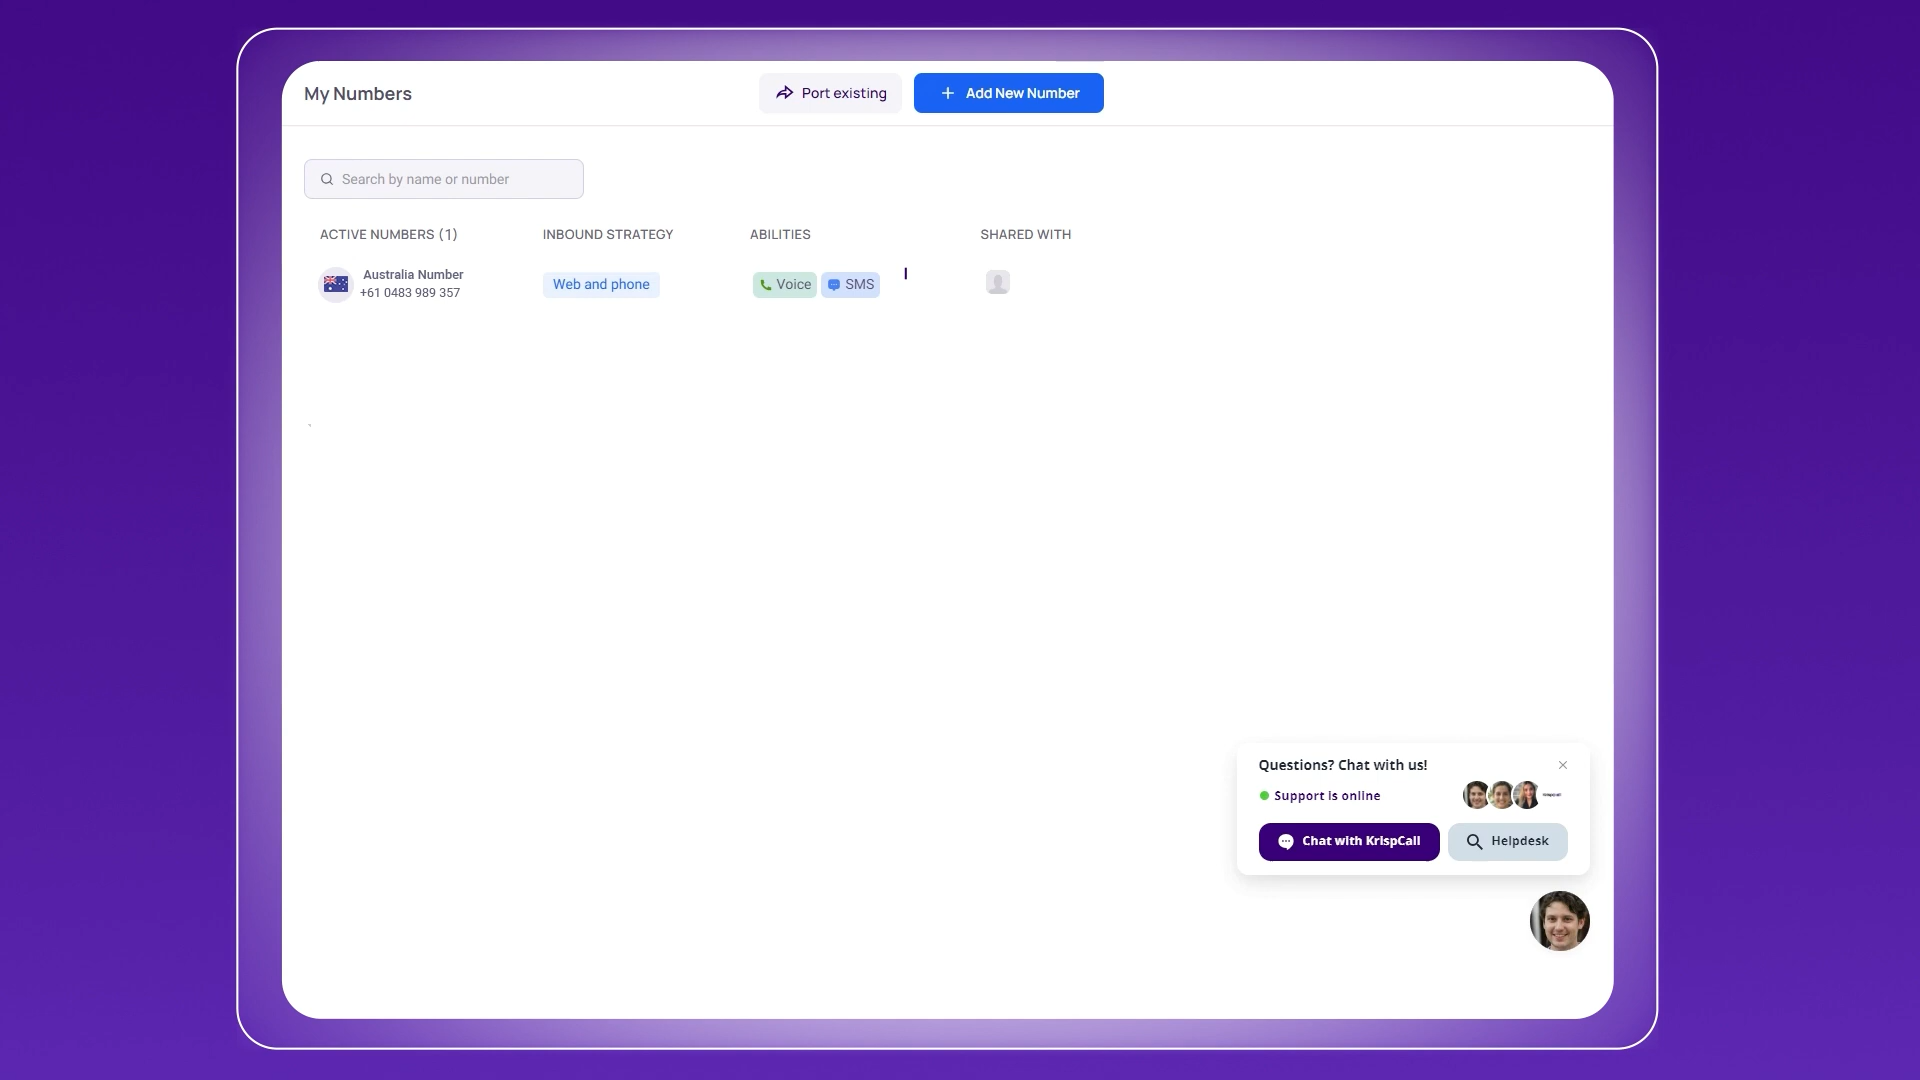 My Numbers
Port existing
Add New Number
Search by name or number
ACTIVE NUMBERS (1)
INBOUND STRATEGY
ABILITIES
SHARED WITH
Australia Number
+61 0483 989 357
Web and phone
Voice
SMS
Questions? Chat with us!
Support is online
Chat with KrispCall
Helpdesk